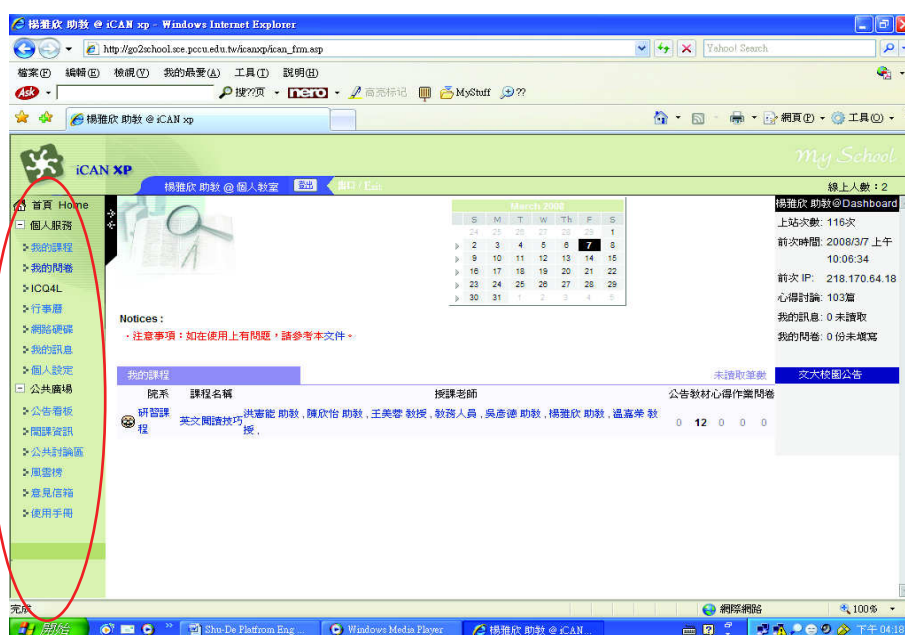 楊雅欣 助教 @ iCAN xp - Windows Internet Explorer
http://go2school.sce.pccu.edu.tw/icanxp/ican_frm.asp
Yahoo! Search
檔案(F) 編輯(E) 檢視(V) 我的最愛(A) 工具(T) 說明(H)
Ask 搜??页 nero 高亮标记 MyStuff ??
楊雅欣 助教 @ iCAN xp
網頁(P) 工具(O)
iCAN XP
My School
楊雅欣 助教 @ 個人教室
出口 / Exit
線上人數:2
首頁 Home
個人服務
我的課程
我的問卷
ICQ4L
行事曆
網路硬碟
我的訊息
個人設定
公共廣場
公告看板
開課資訊
公共討論區
風雲榜
意見信箱
使用手冊
March 2008
S M T W Th F S
24 25 26 27 28 29 1
2 3 4 5 6 7 8
9 10 11 12 13 14 15
16 17 18 19 20 21 22
23 24 25 26 27 28 29
30 31 1 2 3 4 5
Notices :
‧注意事項:如在使用上有問題,請參考本文件。
我的課程 未讀取筆數
院系 課程名稱 授課老師 公告教材心得作業問卷
研習課程 英文閱讀技巧 洪憲能 助教 , 陳欣怡 助教 , 王美蓉 教授 , 教務人員 , 吳彥德 助教 , 楊雅欣 助教 , 溫嘉榮 教授 , 0 12 0 0 0
楊雅欣 助教@Dashboard
上站次數: 116次
前次時間: 2008/3/7 上午
10:06:34
前次 IP: 218.170.64.18
心得討論: 103篇
我的訊息: 0 未讀取
我的問卷: 0 份未填寫
交大校園公告
完成
網際網路
100%
開始
Shu-De Platfrom Eng ...
Windows Media Player
楊雅欣 助教 @ iCAN...
下午 04:18